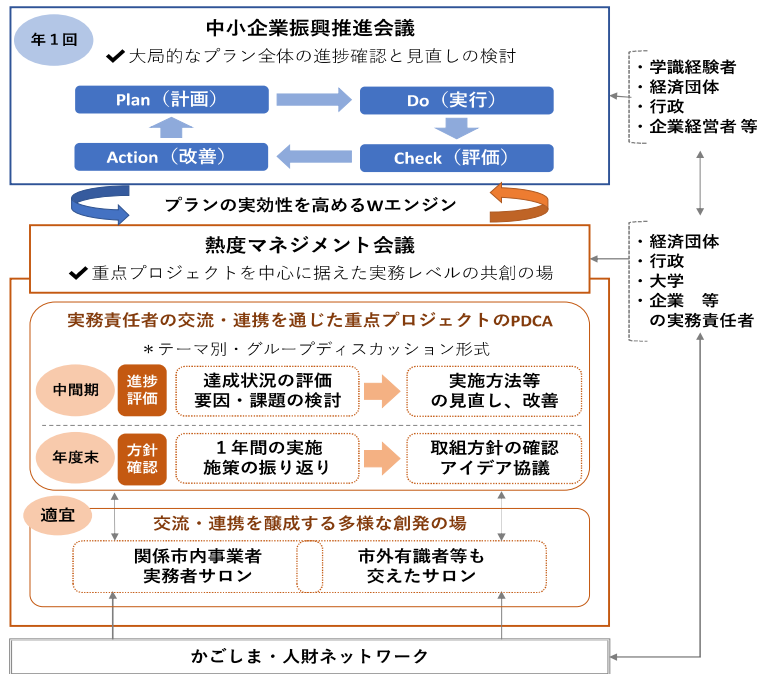 年１回
中小企業振興推進会議
✔大局的なプラン全体の進捗確認と見直しの検討
Plan（計画）
Do（実行）
Action（改善）
Check（評価）
・学識経験者
・経済団体
・行政
・企業経営者 等
プランの実効性を高めるWエンジン
熱度マネジメント会議
✔重点プロジェクトを中心に据えた実務レベルの共創の場
・経済団体
・行政
・大学
・企業　等
の実務責任者
実務責任者の交流・連携を通じた重点プロジェクトのPDCA
＊テーマ別・グループディスカッション形式
中間期
進捗
評価
達成状況の評価
要因・課題の検討
実施方法等
の見直し、改善
年度末
方針
確認
１年間の実施
施策の振り返り
取組方針の確認
アイデア協議
適宜
交流・連携を醸成する多様な創発の場
関係市内事業者
実務者サロン
市外有識者等も
交えたサロン
かごしま・人財ネットワーク